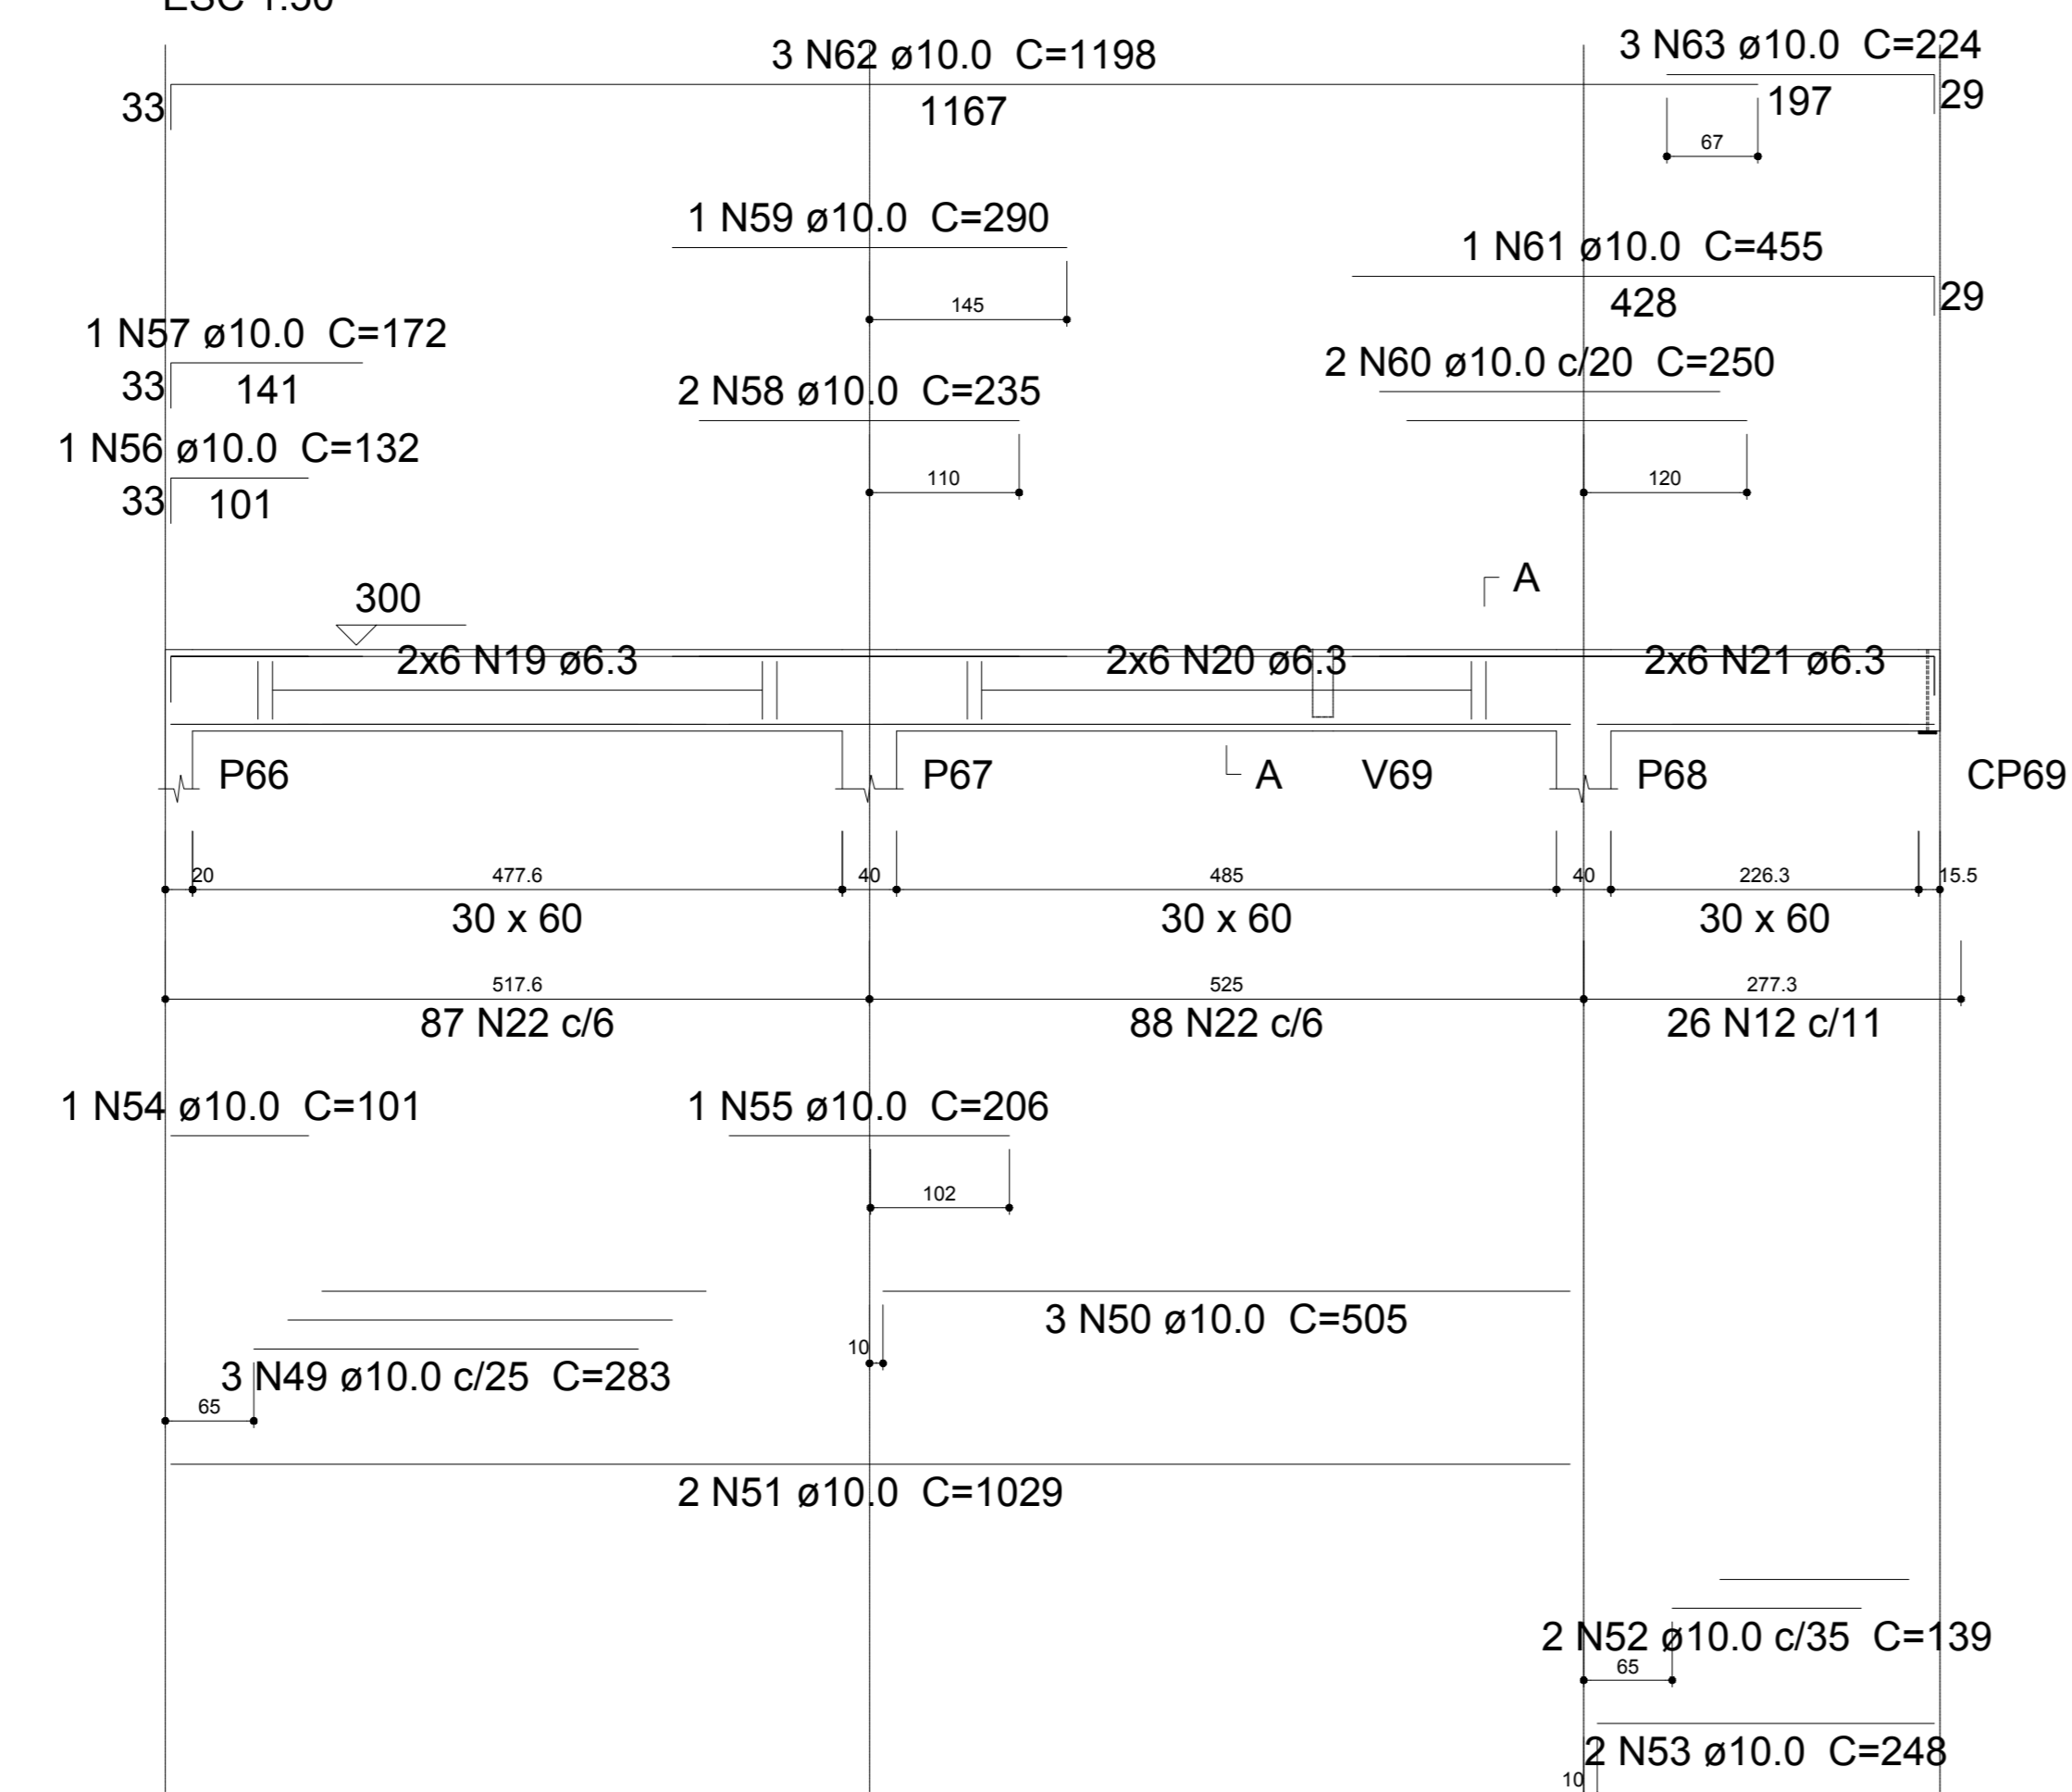 ESC 1:50
3 N62 ø10.0 C=1198
3 N63 ø10.0 C=224
33
1167
197
29
67
1 N59 ø10.0 C=290
145
1 N61 ø10.0 C=455
428
29
1 N57 ø10.0 C=172
33
141
2 N58 ø10.0 C=235
110
2 N60 ø10.0 c/20 C=250
120
1 N56 ø10.0 C=132
33
101
A
300
2x6 N19 ø6.3
2x6 N20 ø6.3
2x6 N21 ø6.3
P66
P67
A
V69
P68
CP69
20
477.6
40
485
40
226.3
15.5
30 x 60
30 x 60
30 x 60
517.6
525
277.3
87 N22 c/6
88 N22 c/6
26 N12 c/11
1 N54 ø10.0 C=101
1 N55 ø10.0 C=206
102
3 N50 ø10.0 C=505
10
3 N49 ø10.0 c/25 C=283
65
2 N51 ø10.0 C=1029
2 N52 ø10.0 c/35 C=139
65
2 N53 ø10.0 C=248
10